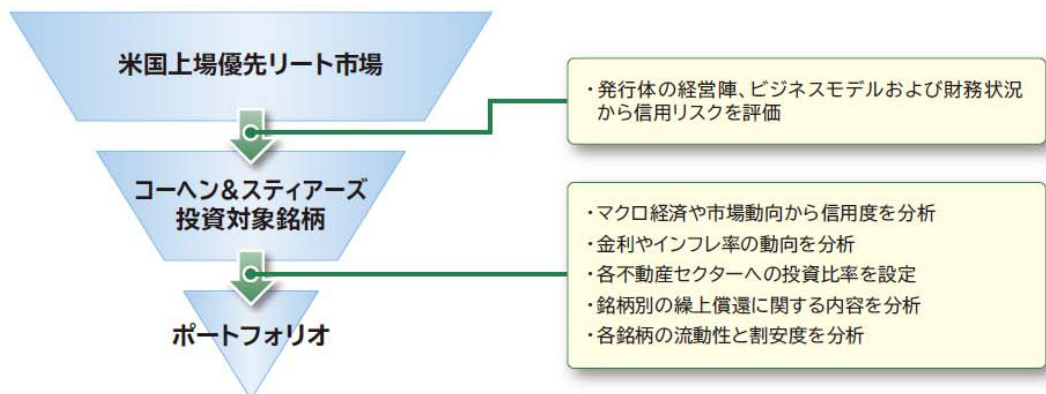 米国上場優先リート市場
・発行体の経営陣、ビジネスモデルおよび財務状況
から信用リスクを評価
コーヘン&スティアーズ
投資対象銘柄
・マクロ経済や市場動向から信用度を分析
・金利やインフレ率の動向を分析
・各不動産セクターへの投資比率を設定
・銘柄別の繰上償還に関する内容を分析
・各銘柄の流動性と割安度を分析
ポートフォリオ